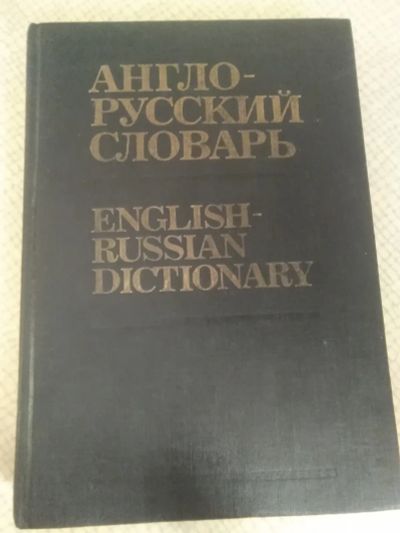 АНГЛО-
РУССКИЙ
СЛОВАРЬ
ENGLISH-
RUSSIAN
DICTIONARY